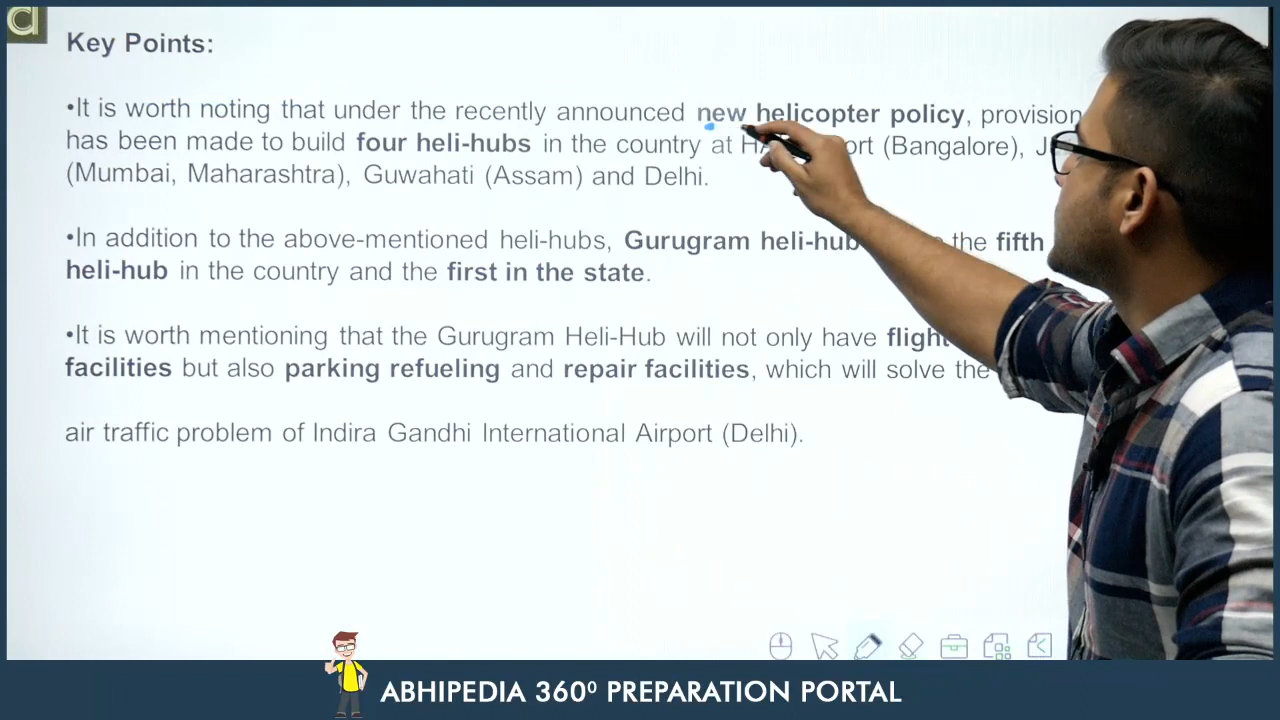 Key Points:
•It is worth noting that under the recently announced new helicopter policy, provision
has been made to build four heli-hubs in the country at (Bangalore),
(Mumbai, Maharashtra), Guwahati (Assam) and Delhi.
•In addition to the above-mentioned heli-hubs, Gurugram heli-hub the fifth
heli-hub in the country and the first in the state.
•It is worth mentioning that the Gurugram Heli-Hub will not only have flight
facilities but also parking refueling and repair facilities, which will solve the
air traffic problem of Indira Gandhi International Airport (Delhi).
ABHIPEDIA 360⁰ PREPARATION PORTAL